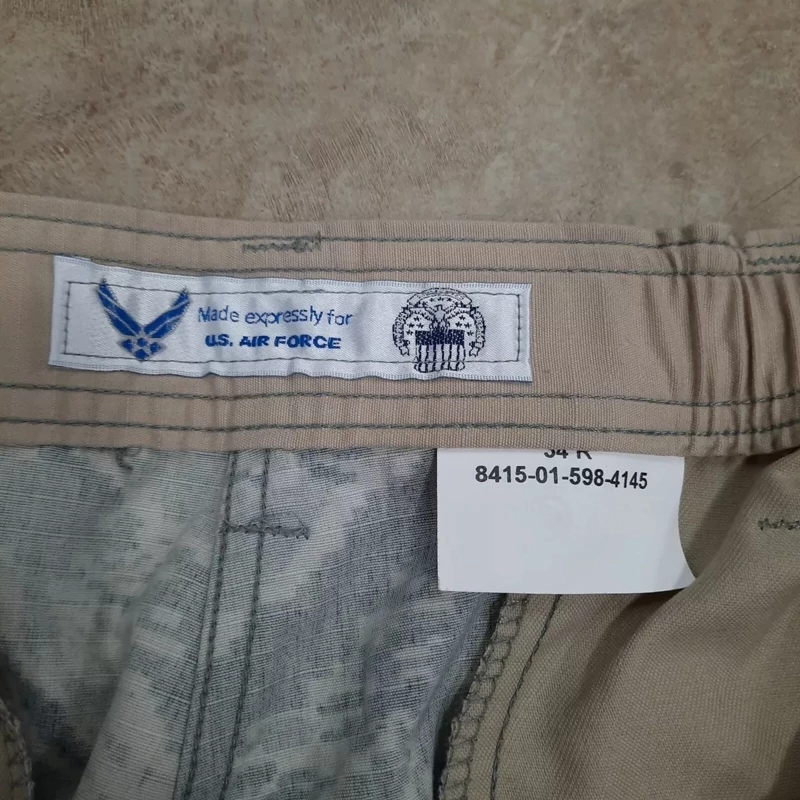 Made expressly for
U.S. AIR FORCE
34 R
8415-01-598-4145